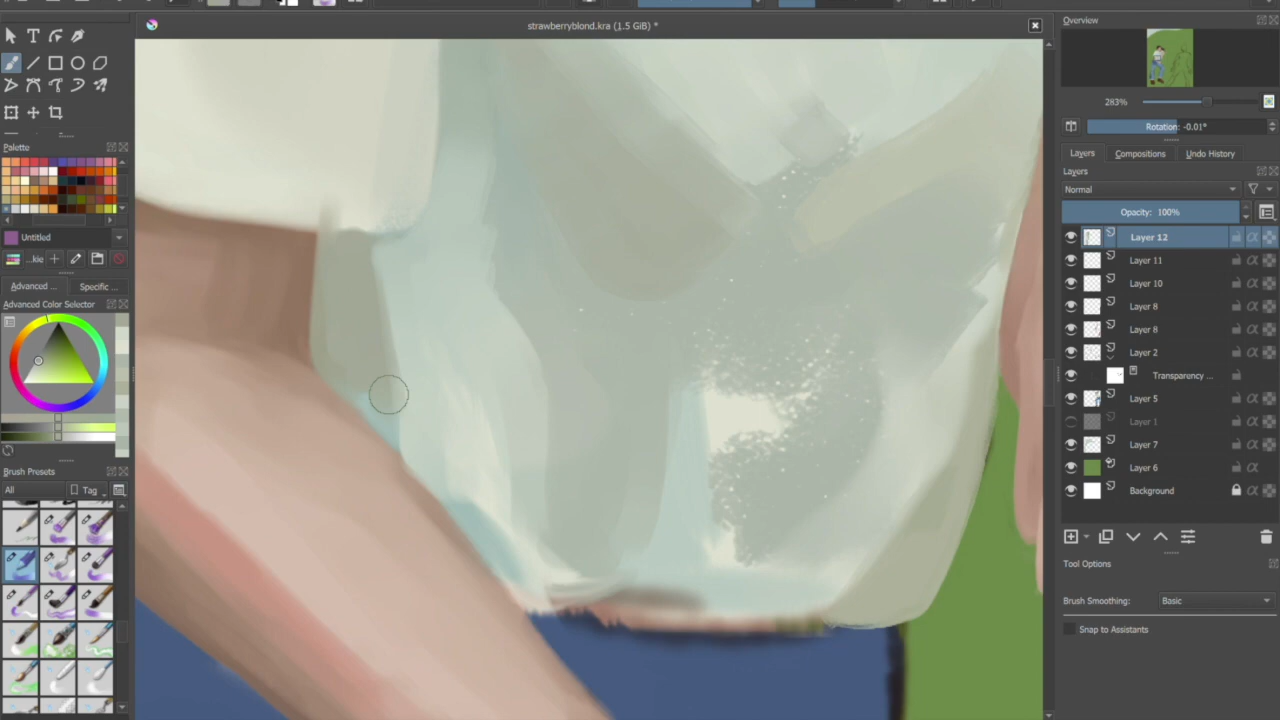 strawberryblond.kra (1.5 GiB) *
Overview
283%
Rotation: -0.01°
Layers
Compositions
Undo History
Layers
Normal
Opacity: 100%
Layer 12
Layer 11
Layer 10
Layer 8
Layer 8
Layer 2
Transparency ...
Layer 5
Layer 1
Layer 7
Layer 6
Background
Tool Options
Brush Smoothing:
Basic
Snap to Assistants
Palette
Untitled
...kie
Advanced ...
Specific ...
Advanced Color Selector
Brush Presets
All
Tag